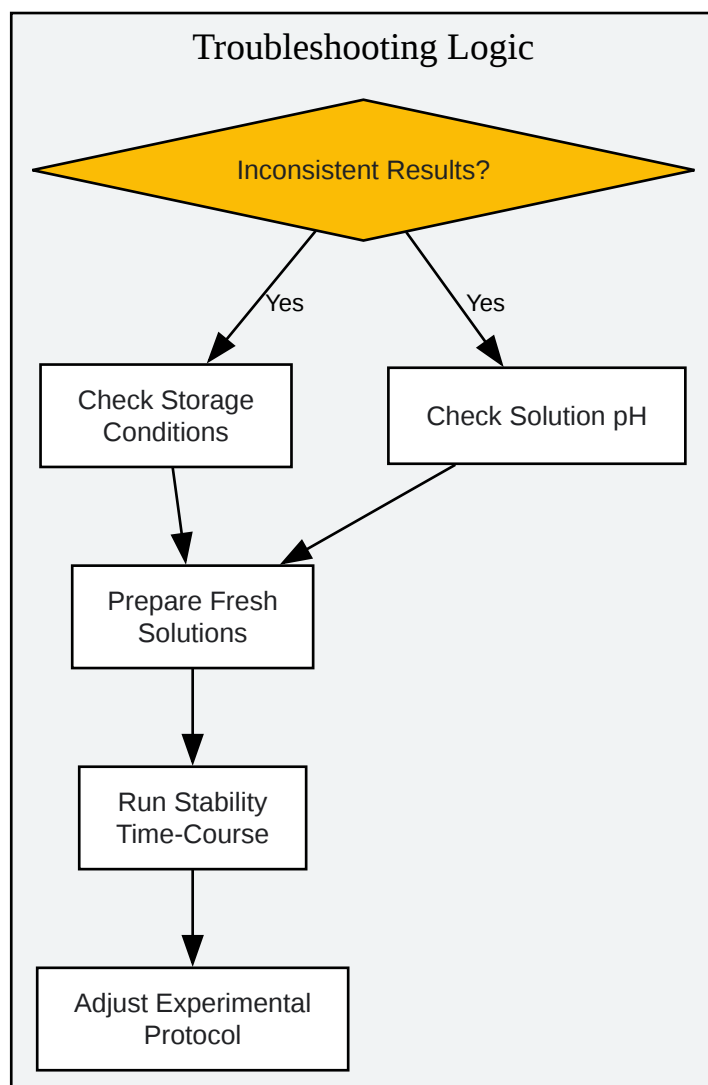 Troubleshooting Logic
Inconsistent Results?
Yes
Yes
Check Storage
Conditions
Check Solution pH
Prepare Fresh
Solutions
Run Stability
Time-Course
Adjust Experimental
Protocol